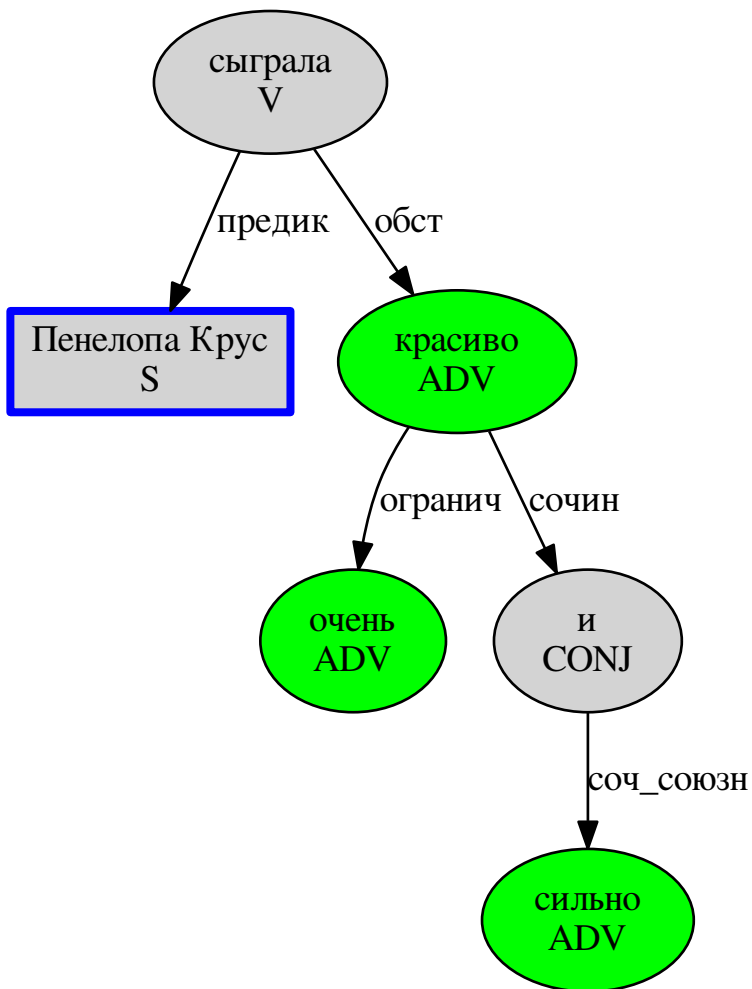 сыграла
V
предик
обст
Пенелопа Крус
S
красиво
ADV
огранич
сочин
очень
ADV
и
CONJ
соч_союзн
сильно
ADV